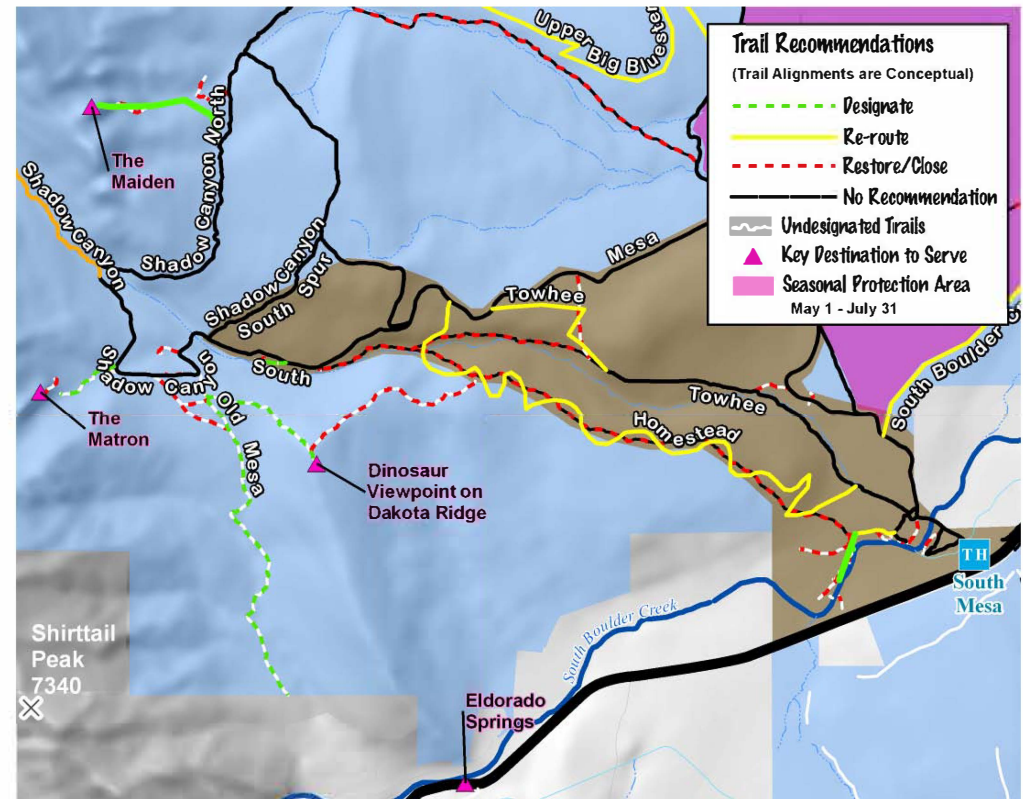 Upper
Big Bluestem
Trail Recommendations
(Trail Alignments are Conceptual)
Designate
Re-route
Restore/Close
No Recommendation
Undesignated Trails
Key Destination to Serve
Seasonal Protection Area
May 1 - July 31
The
Maiden
Shadow Canyon North
Shadow Canyon
Shadow
Shadow Canyon
South
Spur
Mesa
Towhee
South
Shadow Canyon
Old
Mesa
The
Matron
Dinosaur
Viewpoint on
Dakota Ridge
Towhee
Homestead
South Boulder C
TH
South
Mesa
South Boulder Creek
Shirttail
Peak
7340
Eldorado
Springs